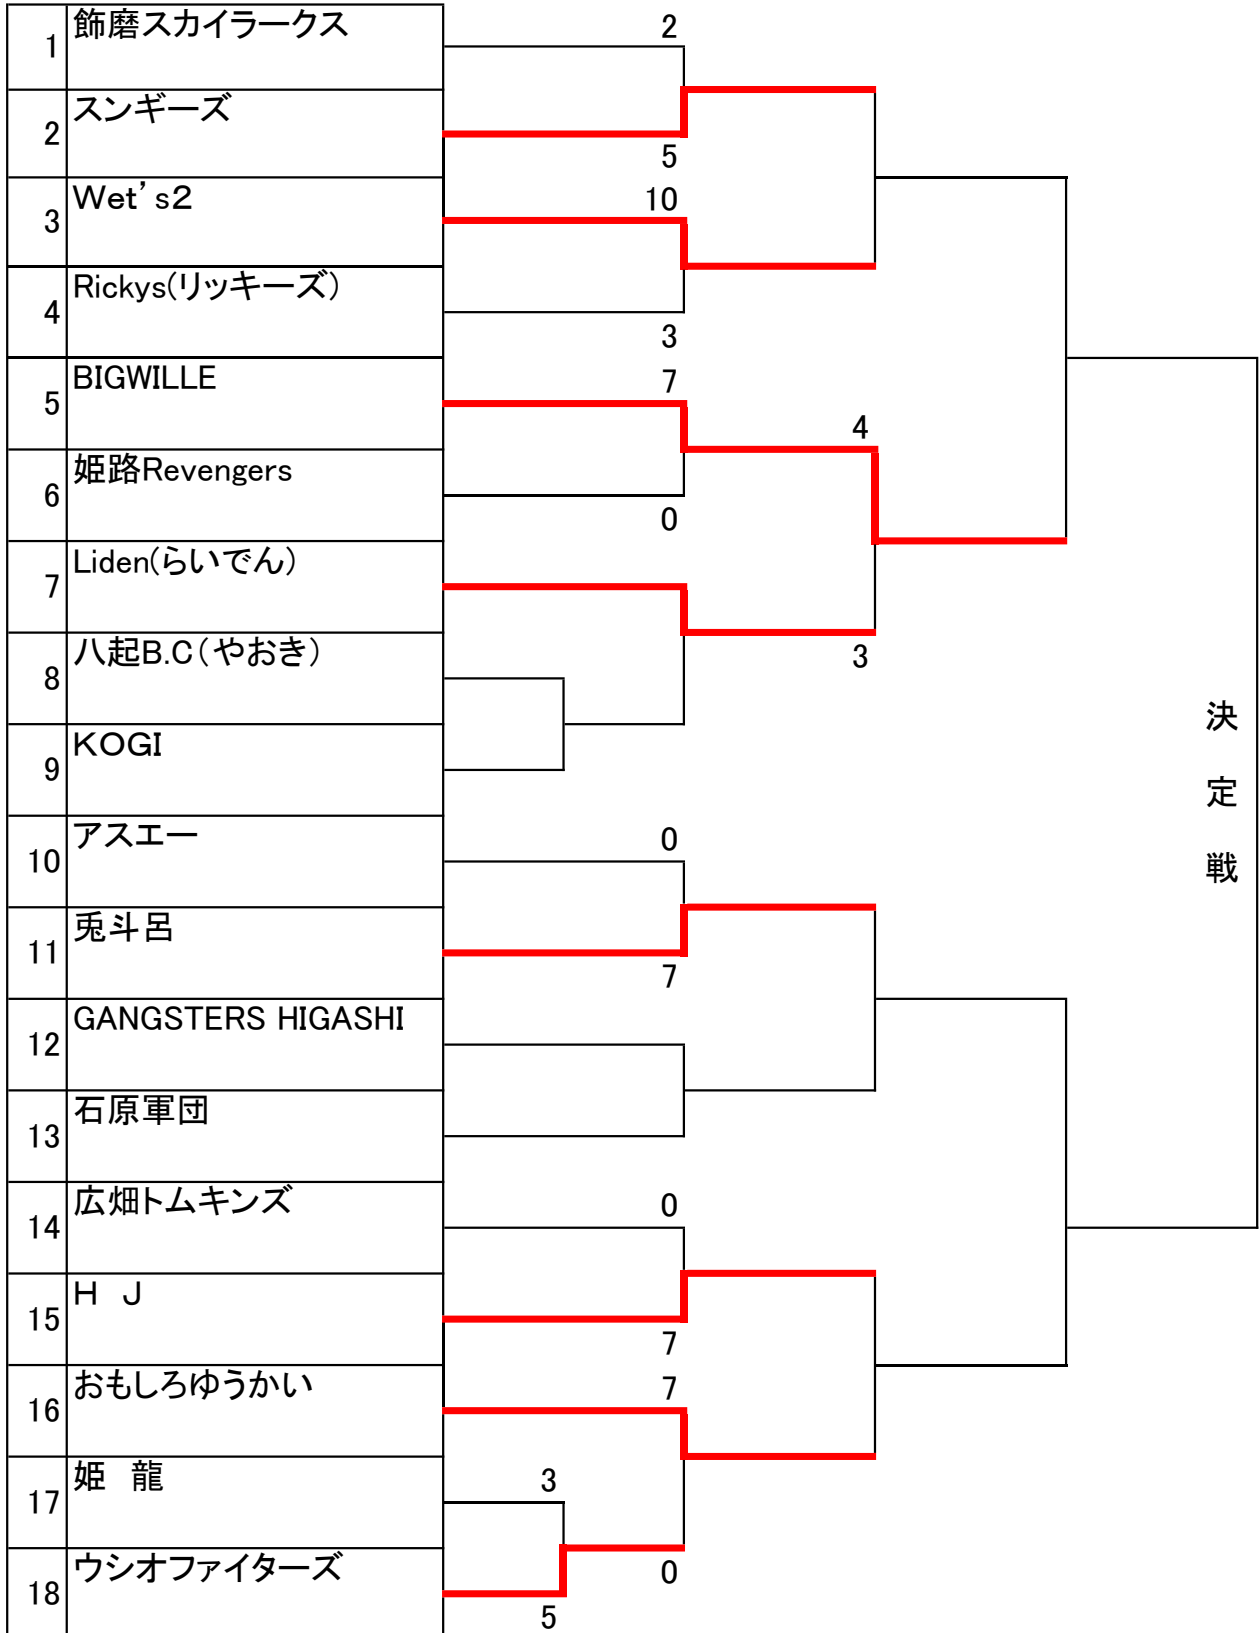 1 飾磨スカイラークス
2
2 スンギーズ
5
3 Wet’s2
10
4 Rickys(リッキーズ)
3
5 BIGWILLE
7
4
6 姫路Revengers
0
7 Liden(らいでん)
8 八起B.C(やおき)
3
9 KOGI
決
定
戦
10 アスエー
0
11 兎斗呂
7
12 GANGSTERS HIGASHI
13 石原軍団
14 広畑トムキンズ
0
15 H J
7
16 おもしろゆうかい
7
17 姫 龍
3
18 ウシオファイターズ
0
5